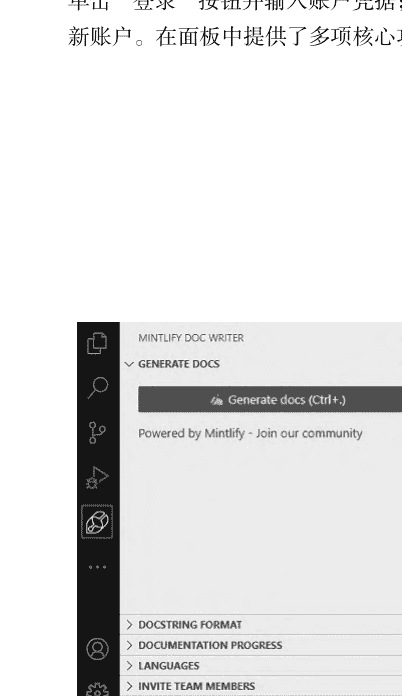 单击“登录”按钮并输入账户凭据；
新账户。在面板中提供了多项核心
MINTLIFY DOC WRITER
GENERATE DOCS
Generate docs (Ctrl+.)
Powered by Mintlify - Join our community
DOCSTRING FORMAT
DOCUMENTATION PROGRESS
LANGUAGES
INVITE TEAM MEMBERS